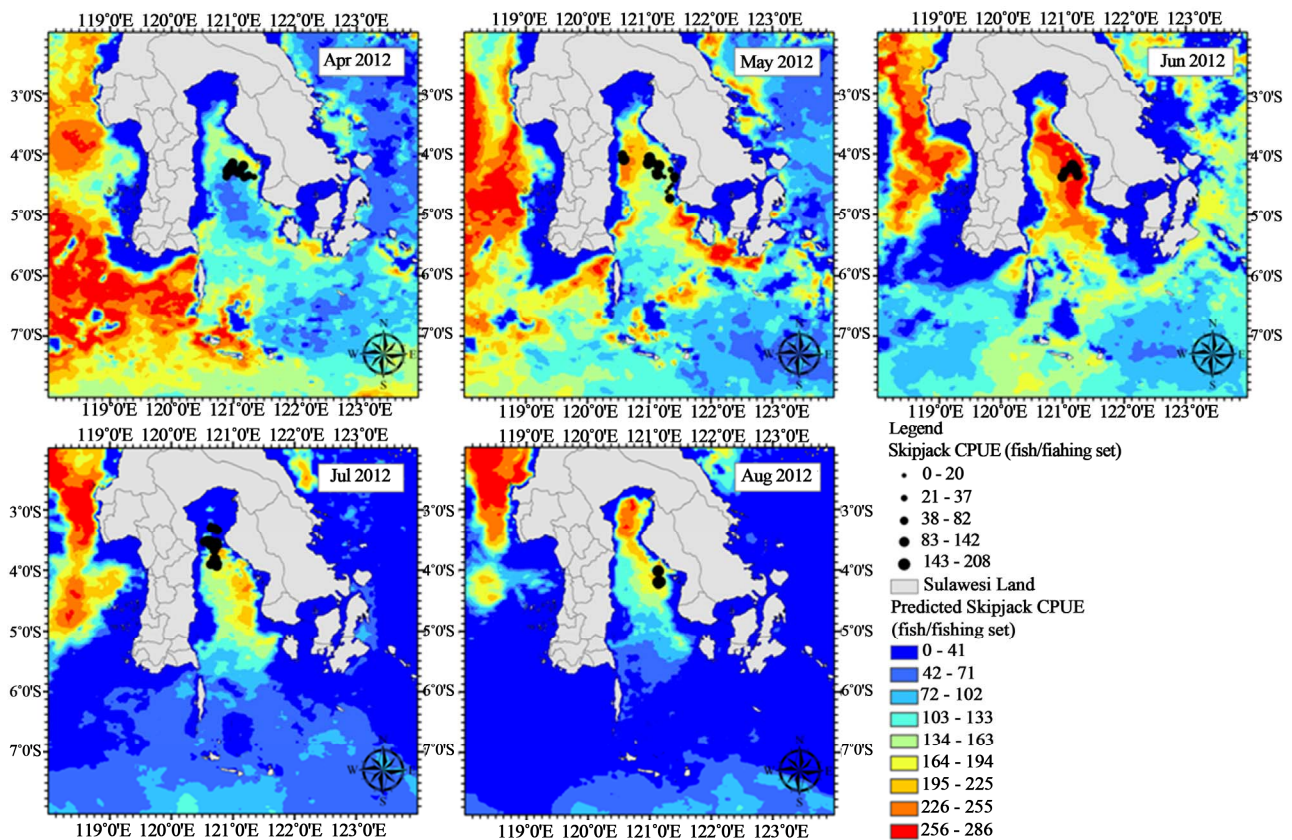 119°0'E 120°0'E 121°0'E 122°0'E 123°0'E 119°0'E 120°0'E 121°0'E 122°0'E 123°0'E 119°0'E 120°0'E 121°0'E 122°0'E 123°0'E
Apr 2012 May 2012 Jun 2012
3°0'S 3°0'S 3°0'S 3°0'S
4°0'S 4°0'S 4°0'S 4°0'S
5°0'S 5°0'S 5°0'S 5°0'S
6°0'S 6°0'S 6°0'S 6°0'S
7°0'S 7°0'S 7°0'S 7°0'S
N N N
W E W E W E
S S S
119°0'E 120°0'E 121°0'E 122°0'E 123°0'E 119°0'E 120°0'E 121°0'E 122°0'E 123°0'E 119°0'E 120°0'E 121°0'E 122°0'E 123°0'E
119°0'E 120°0'E 121°0'E 122°0'E 123°0'E 119°0'E 120°0'E 121°0'E 122°0'E 123°0'E
Jul 2012 Aug 2012
3°0'S 3°0'S
4°0'S 4°0'S
5°0'S 5°0'S
6°0'S 6°0'S
7°0'S 7°0'S
N N
W E W E
S S
119°0'E 120°0'E 121°0'E 122°0'E 123°0'E 119°0'E 120°0'E 121°0'E 122°0'E 123°0'E
Legend
Skipjack CPUE (fish/fiahing set)
0 - 20
21 - 37
38 - 82
83 - 142
143 - 208
Sulawesi Land
Predicted Skipjack CPUE
(fish/fishing set)
0 - 41
42 - 71
72 - 102
103 - 133
134 - 163
164 - 194
195 - 225
226 - 255
256 - 286